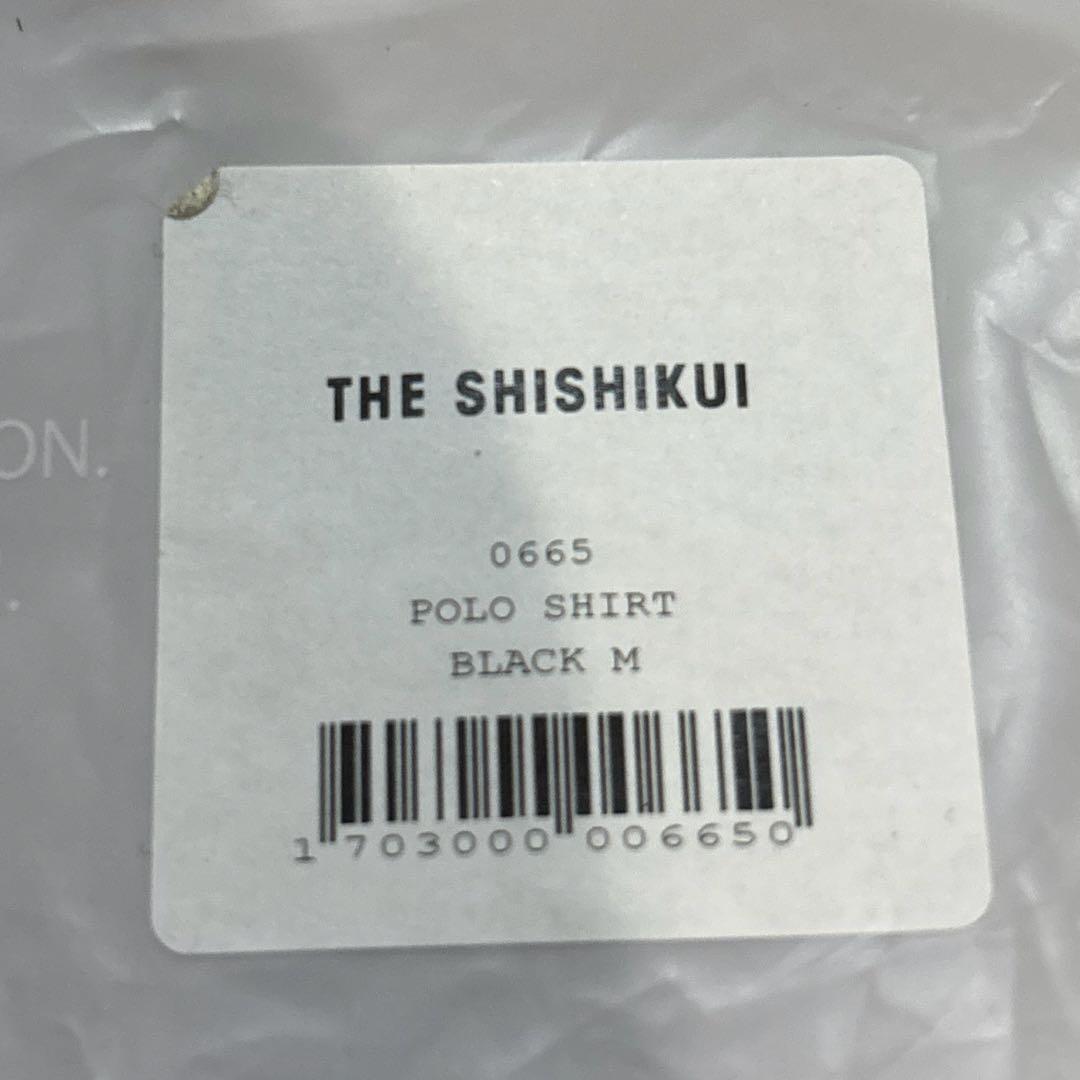 THE SHISHIKUI
ON.
0665
POLO SHIRT
BLACK M
1 703000 006650